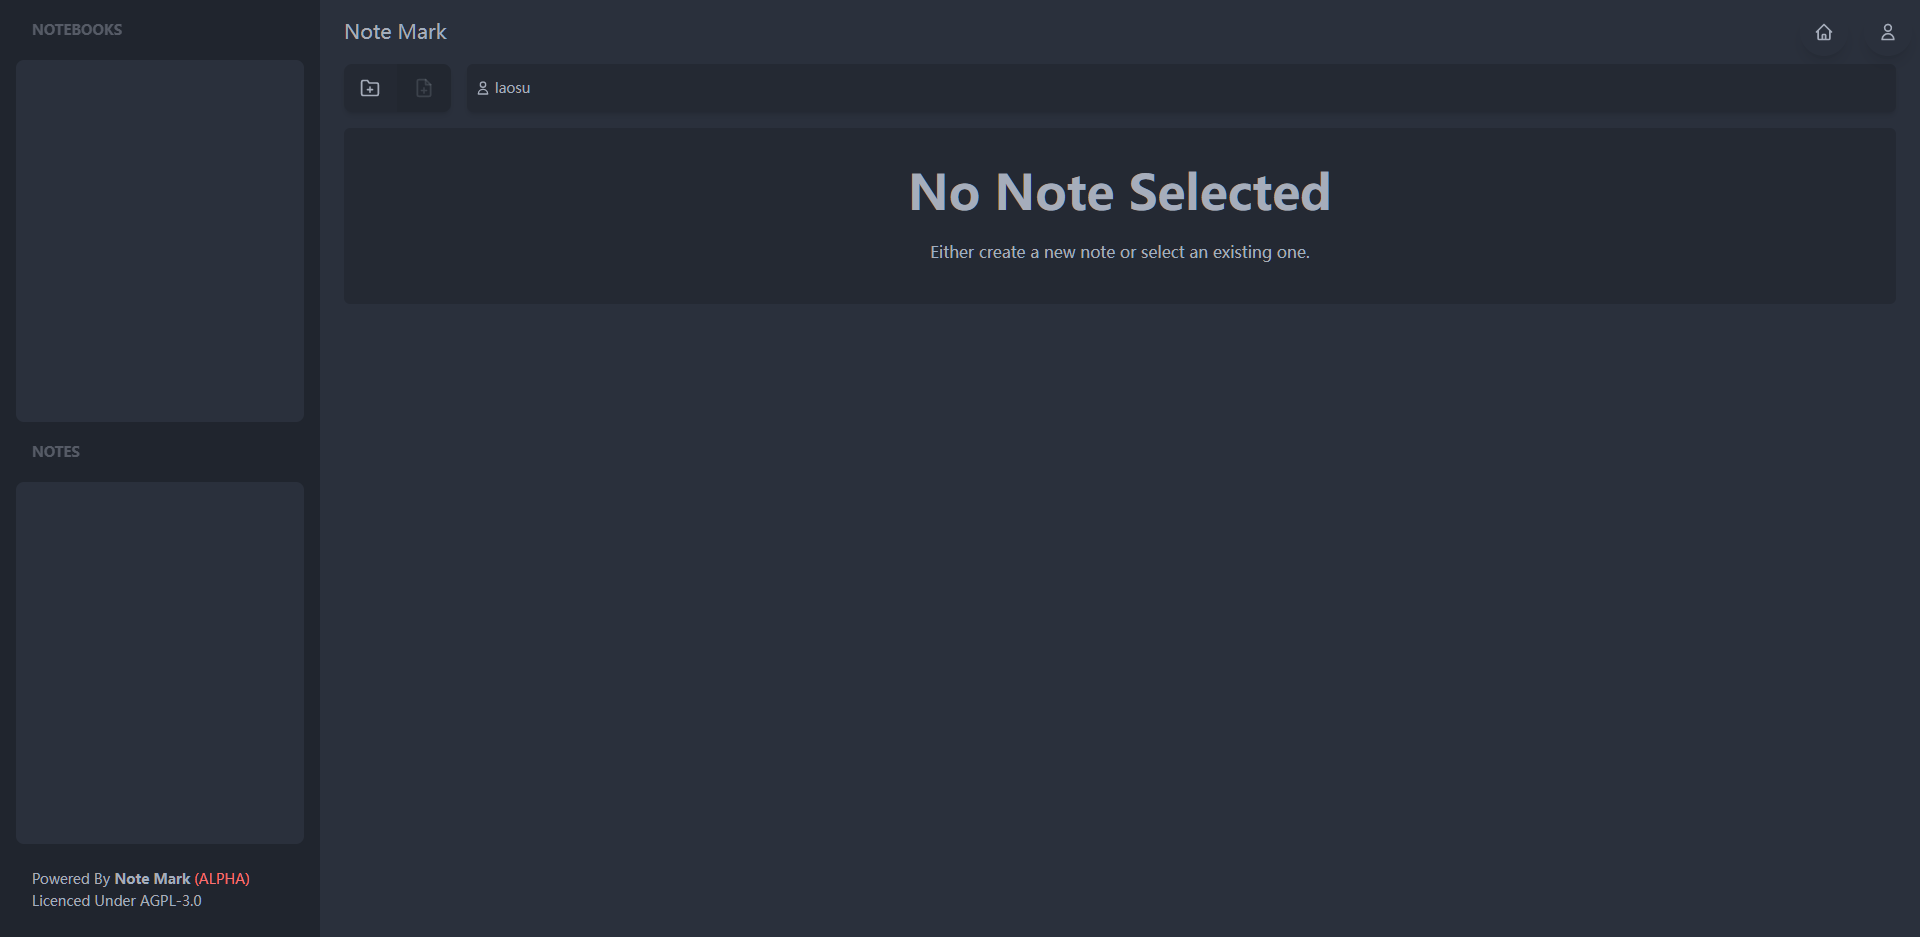 NOTEBOOKS
NOTES
Powered By Note Mark (ALPHA)
Licenced Under AGPL-3.0
Note Mark
laosu
No Note Selected
Either create a new note or select an existing one.